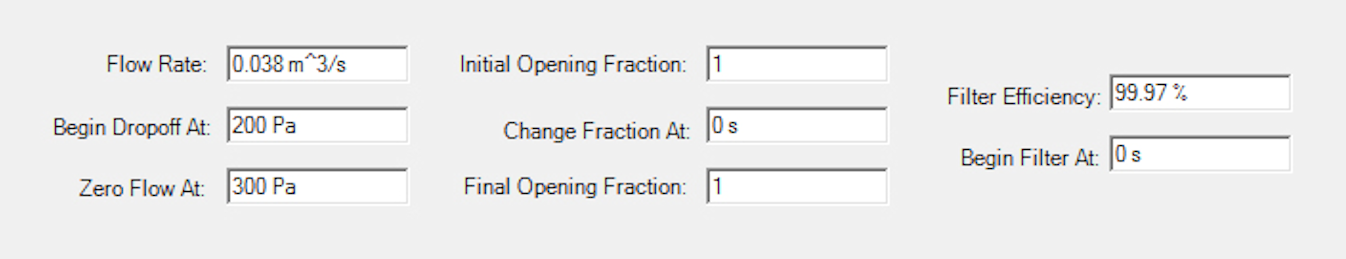 Flow Rate: 0.038 m^3/s
Begin Dropoff At: 200 Pa
Zero Flow At: 300 Pa
Initial Opening Fraction: 1
Change Fraction At: 0 s
Final Opening Fraction: 1
Filter Efficiency: 99.97 %
Begin Filter At: 0 s